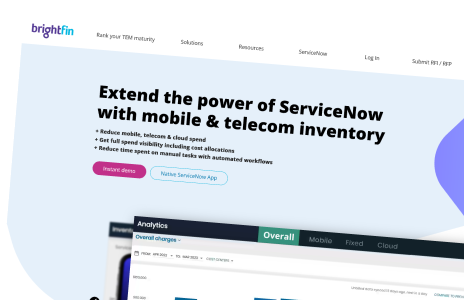 brightfin
Rank your TEM maturity
Solutions
Resources
ServiceNow
Log In
Submit RFI / RFP
Extend the power of ServiceNow
with mobile & telecom inventory
+ Reduce mobile, telecom & cloud spend
+ Get full spend visibility including cost allocations
+ Reduce time spent on manual tasks with automated workflows
Instant demo
Native ServiceNow App
Analytics
Overall
Mobile
Fixed
Cloud
Overall charges